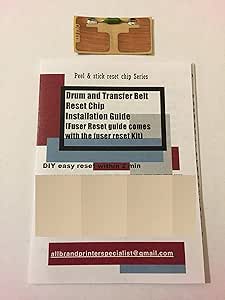 Peel & stick reset chip Series
Drum and Transfer Belt
Reset Chip
Installation Guide
(Fuser Reset guide comes
with the fuser reset Kit)
DIY easy reset within 2 min
allbrandprinterspecialist@gmail.com